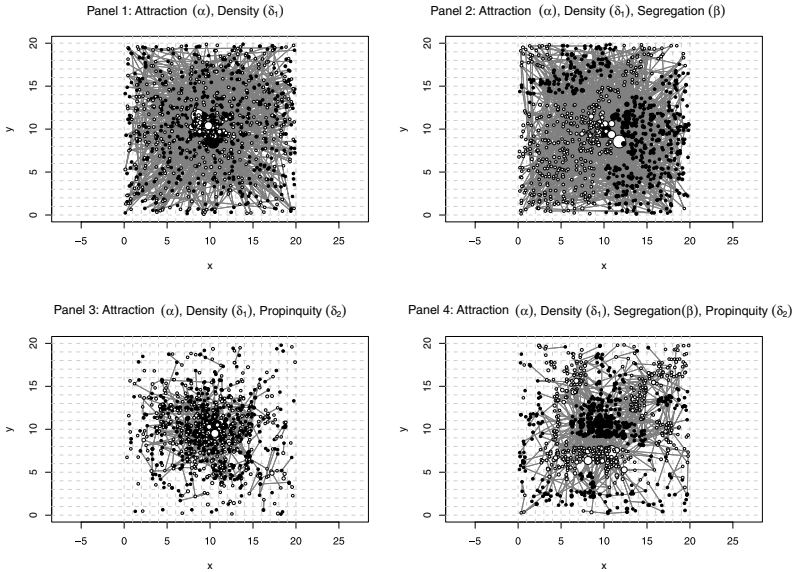 Panel 1: Attraction (α), Density (δ₁)
20
15
10
5
0
y
−5 0 5 10 15 20 25
x
Panel 2: Attraction (α), Density (δ₁), Segregation (β)
20
15
10
5
0
y
−5 0 5 10 15 20 25
x
Panel 3: Attraction (α), Density (δ₁), Propinquity (δ₂)
20
15
10
5
0
y
−5 0 5 10 15 20 25
x
Panel 4: Attraction (α), Density (δ₁), Segregation(β), Propinquity (δ₂)
20
15
10
5
0
y
−5 0 5 10 15 20 25
x